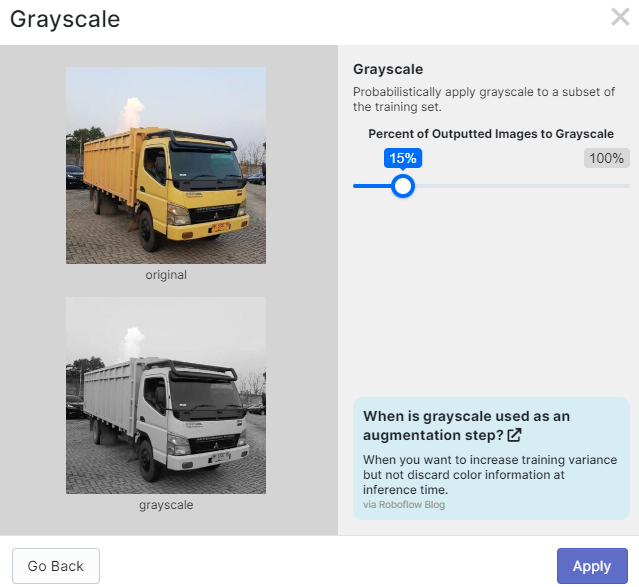 Grayscale
original
grayscale
Grayscale
Probabilistically apply grayscale to a subset of
the training set.
Percent of Outputted Images to Grayscale
15%
100%
When is grayscale used as an
augmentation step?
When you want to increase training variance
but not discard color information at
inference time.
via Roboflow Blog
Go Back
Apply